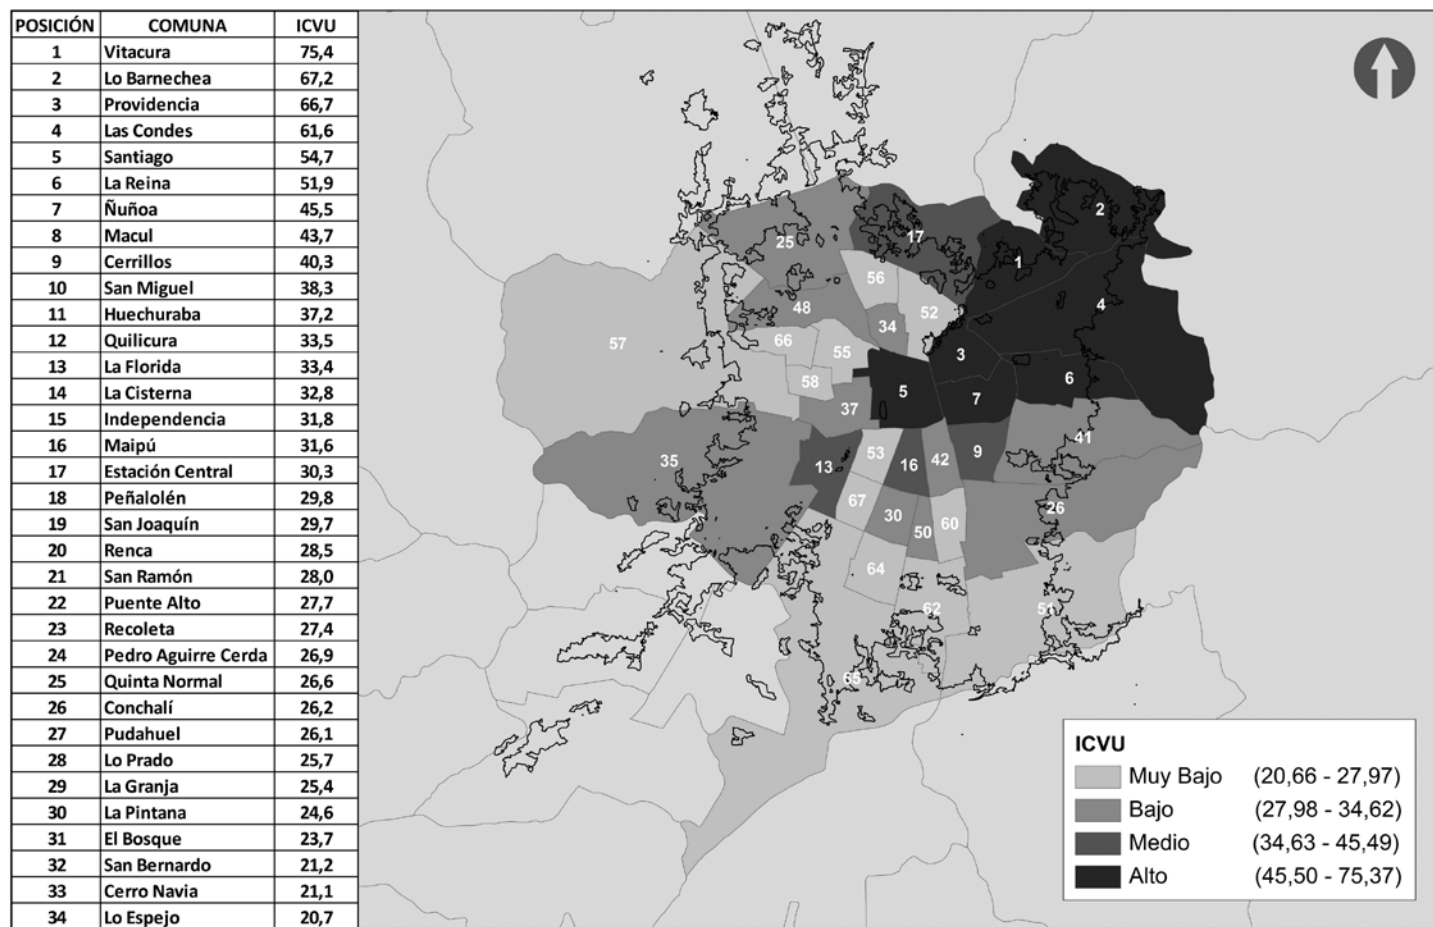 POSICIÓN COMUNA ICVU
1 Vitacura 75,4
2 Lo Barnechea 67,2
3 Providencia 66,7
4 Las Condes 61,6
5 Santiago 54,7
6 La Reina 51,9
7 Ñuñoa 45,5
8 Macul 43,7
9 Cerrillos 40,3
10 San Miguel 38,3
11 Huechuraba 37,2
12 Quilicura 33,5
13 La Florida 33,4
14 La Cisterna 32,8
15 Independencia 31,8
16 Maipú 31,6
17 Estación Central 30,3
18 Peñalolén 29,8
19 San Joaquín 29,7
20 Renca 28,5
21 San Ramón 28,0
22 Puente Alto 27,7
23 Recoleta 27,4
24 Pedro Aguirre Cerda 26,9
25 Quinta Normal 26,6
26 Conchalí 26,2
27 Pudahuel 26,1
28 Lo Prado 25,7
29 La Granja 25,4
30 La Pintana 24,6
31 El Bosque 23,7
32 San Bernardo 21,2
33 Cerro Navia 21,1
34 Lo Espejo 20,7
2
17
25
1
56
4
48
52
34
57
66
55
3
58
6
5
7
37
41
53
35
13
16
42
9
67
26
30
60
50
64
62
51
65
ICVU
Muy Bajo (20,66 - 27,97)
Bajo (27,98 - 34,62)
Medio (34,63 - 45,49)
Alto (45,50 - 75,37)